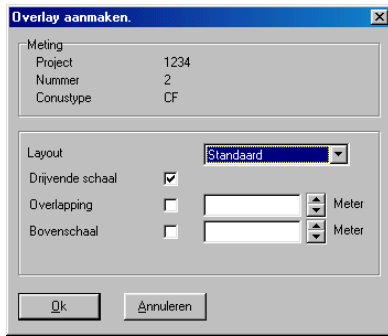 Overlay aanmaken.
Meting
Project 1234
Nummer 2
Conustype CF
Layout Standaard
Drijvende schaal
Overlapping Meter
Bovenschaal Meter
Ok Annuleren